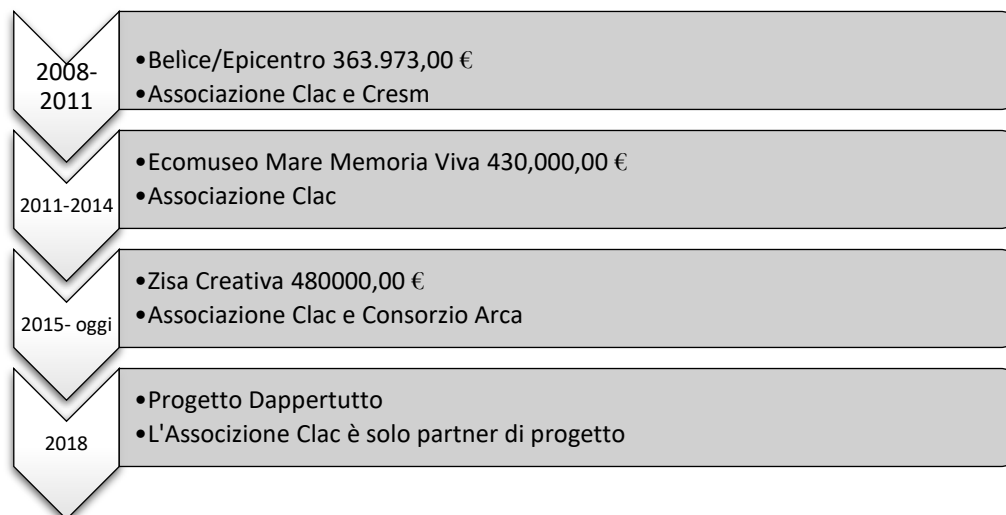 2008-
2011
•Belìce/Epicentro 363.973,00 €
•Associazione Clac e Cresm
2011-2014
•Ecomuseo Mare Memoria Viva 430,000,00 €
•Associazione Clac
2015- oggi
•Zisa Creativa 480000,00 €
•Associazione Clac e Consorzio Arca
2018
•Progetto Dappertutto
•L'Associzione Clac è solo partner di progetto